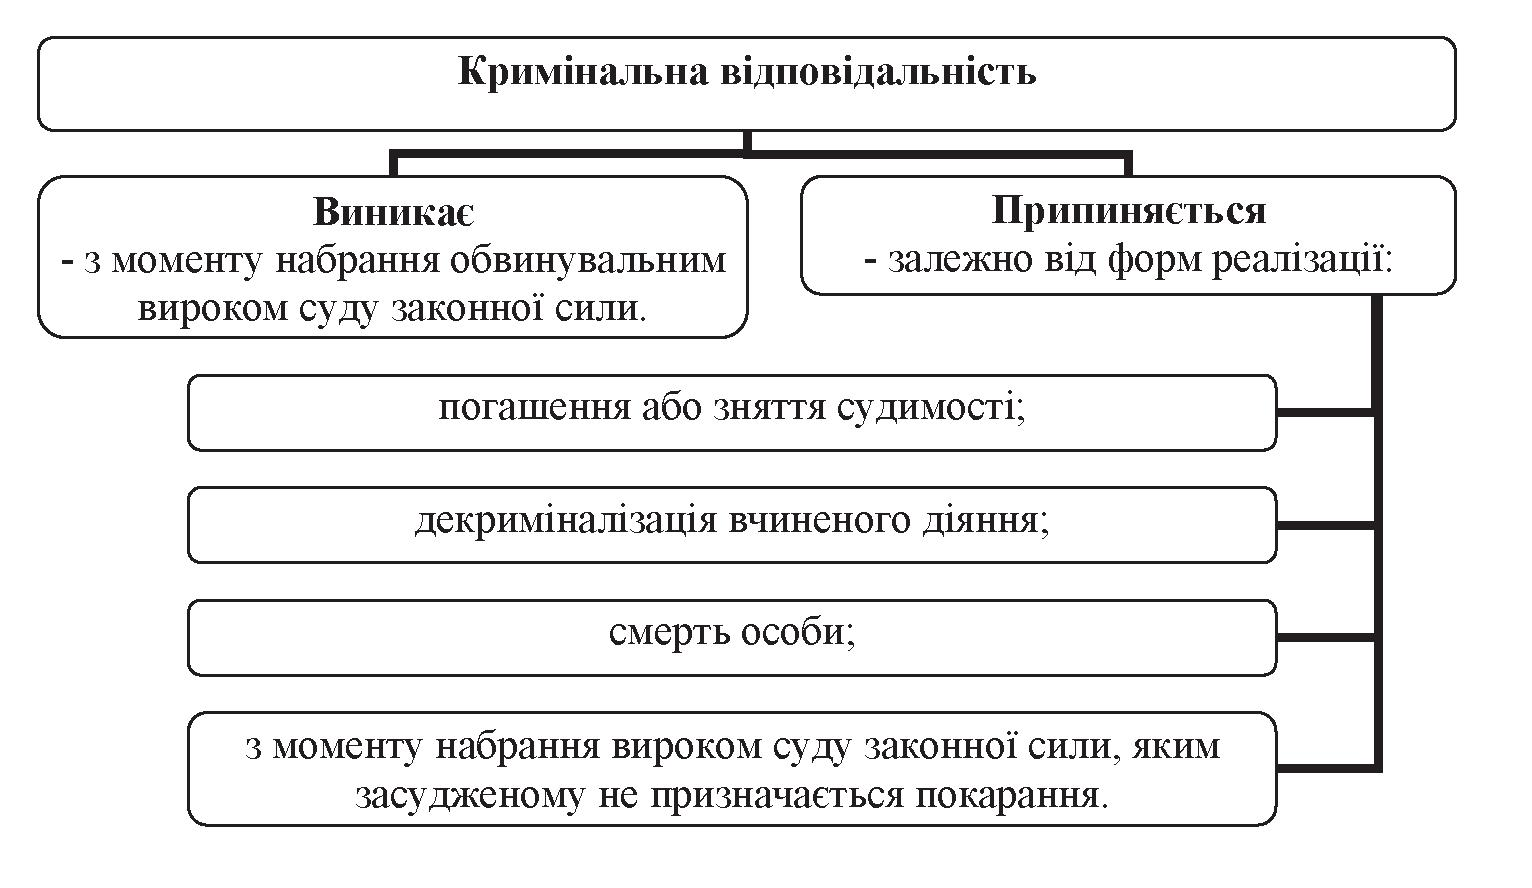 Кримінальна відповідальність
Виникає
- з моменту набрання обвинувальним
вироком суду законної сили.
Припиняється
- залежно від форм реалізації:
погашення або зняття судимості;
декриміналізація вчиненого діяння;
смерть особи;
з моменту набрання вироком суду законної сили, яким
засудженому не призначається покарання.